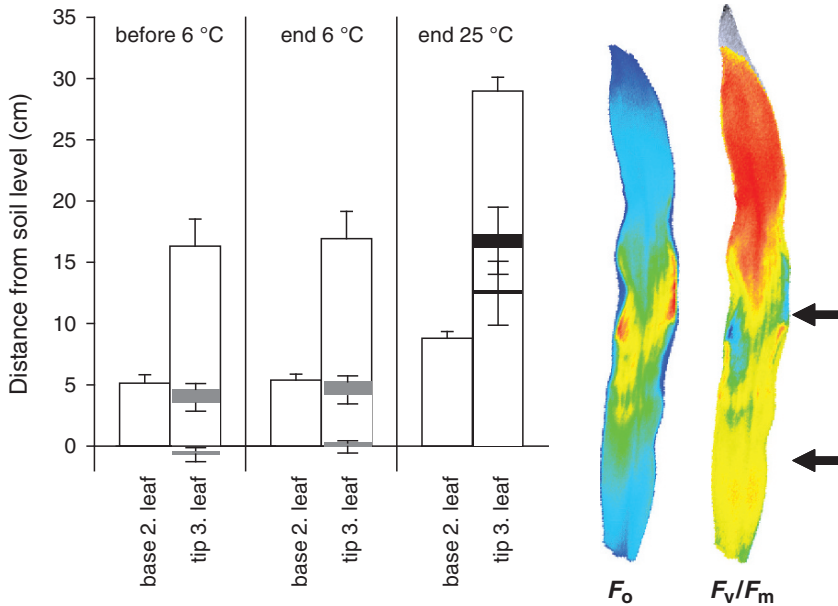 Distance from soil level (cm)
35
30
25
20
15
10
5
0
before 6 °C
end 6 °C
end 25 °C
base 2. leaf
tip 3. leaf
base 2. leaf
tip 3. leaf
base 2. leaf
tip 3. leaf
Fo
Fv/Fm